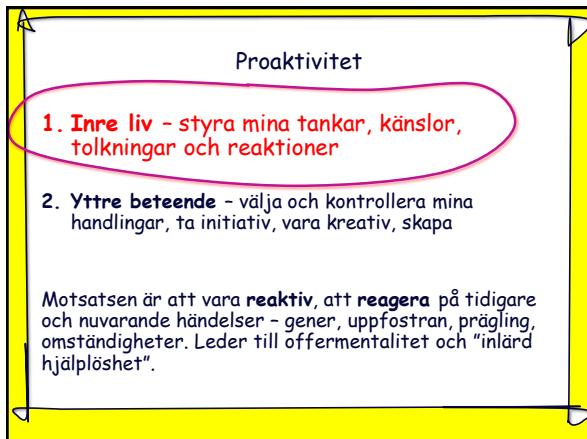 Proaktivitet
1. Inre liv – styra mina tankar, känslor,
tolkningar och reaktioner
2. Yttre beteende – välja och kontrollera mina
handlingar, ta initiativ, vara kreativ, skapa
Motsatsen är att vara reaktiv, att reagera på tidigare
och nuvarande händelser – gener, uppfostran, prägling,
omständigheter. Leder till offermentalitet och ”inlärd
hjälplöshet”.